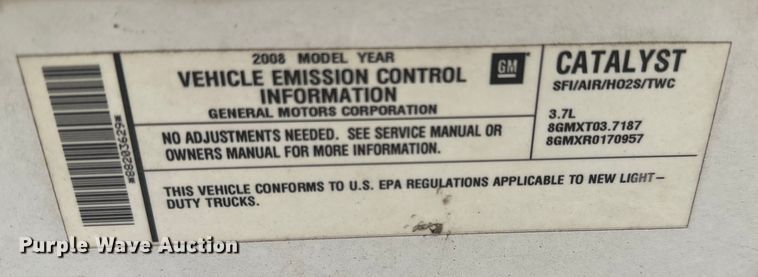 *88203629*
2008 MODEL YEAR
VEHICLE EMISSION CONTROL
INFORMATION
GENERAL MOTORS CORPORATION
GM
NO ADJUSTMENTS NEEDED. SEE SERVICE MANUAL OR
OWNERS MANUAL FOR MORE INFORMATION.
CATALYST
SFI/AIR/HO2S/TWC
3.7L
8GMXT03.7187
8GMXR0170957
THIS VEHICLE CONFORMS TO U.S. EPA REGULATIONS APPLICABLE TO NEW LIGHT-
DUTY TRUCKS.
Purple Wave Auction